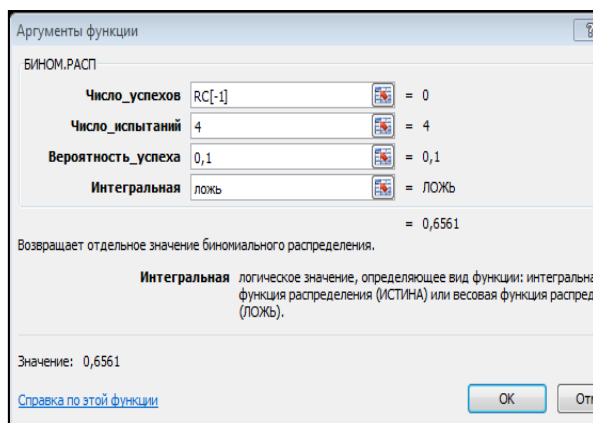 Аргументы функции
БИНОМ.РАСП
Число_успехов RC[-1] = 0
Число_испытаний 4 = 4
Вероятность_успеха 0,1 = 0,1
Интегральная ложь = ЛОЖЬ
= 0,6561
Возвращает отдельное значение биномиального распределения.
Интегральная логическое значение, определяющее вид функции: интегральна
функция распределения (ИСТИНА) или весовая функция распред
(ЛОЖЬ).
Значение: 0,6561
Справка по этой функции OK Отм